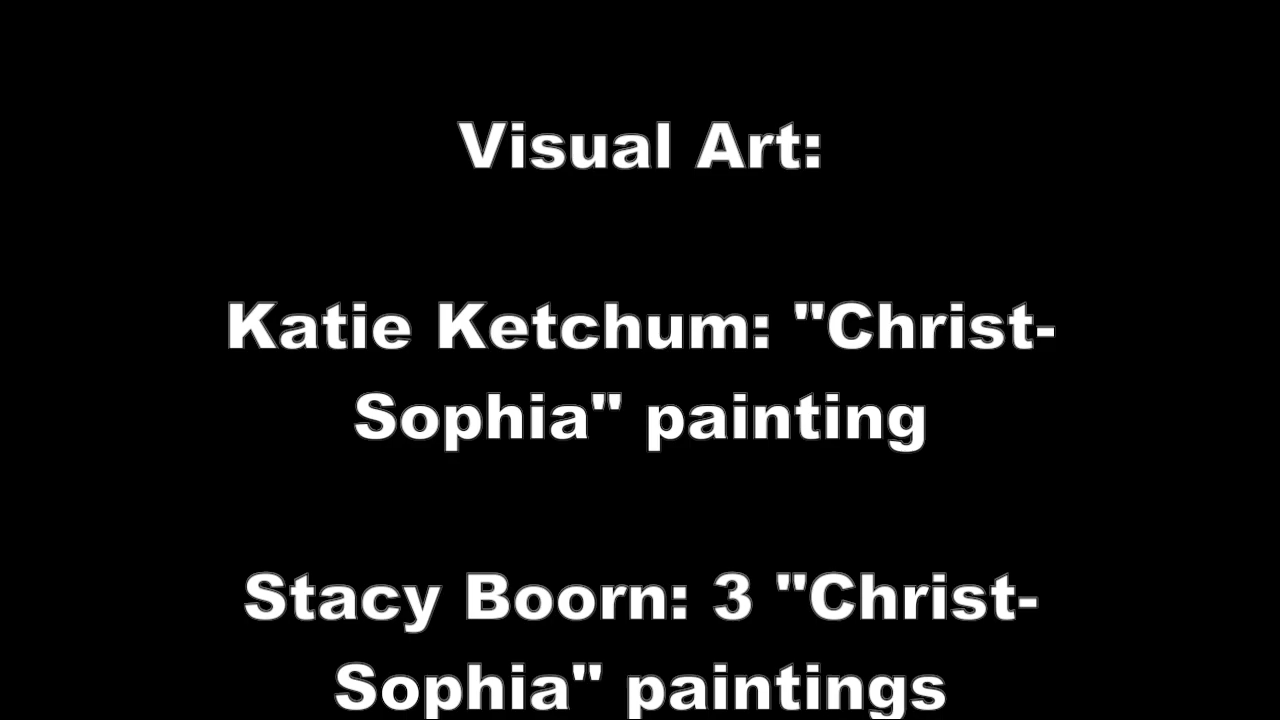 Visual Art:
Katie Ketchum: "Christ-
Sophia" painting
Stacy Boorn: 3 "Christ-
Sophia" paintings